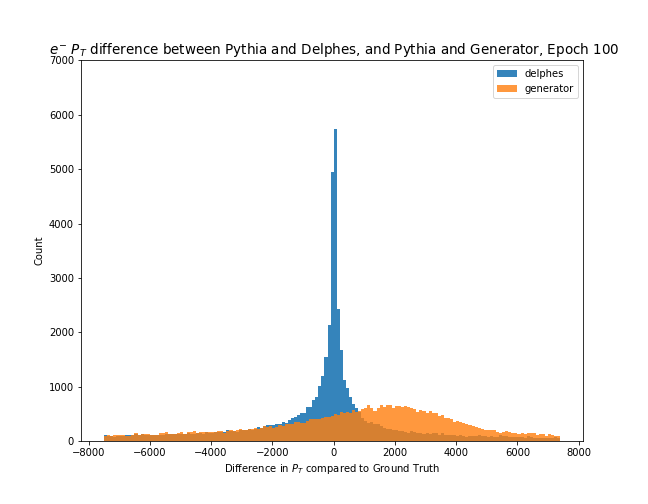 e⁻ P_T difference between Pythia and Delphes, and Pythia and Generator, Epoch 100
delphes
generator
7000
6000
5000
4000
3000
2000
1000
0
Count
−8000 −6000 −4000 −2000 0 2000 4000 6000 8000
Difference in P_T compared to Ground Truth